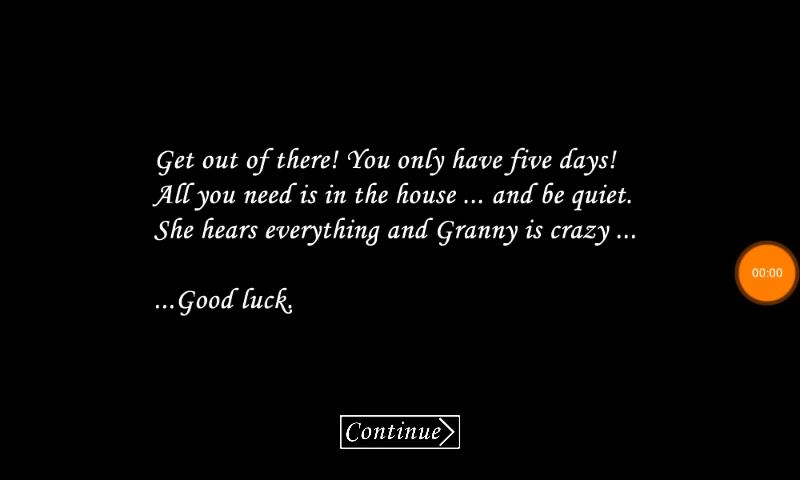 Get out of there! You only have five days!
All you need is in the house ... and be quiet.
She hears everything and Granny is crazy ...
...Good luck.
00:00
Continue